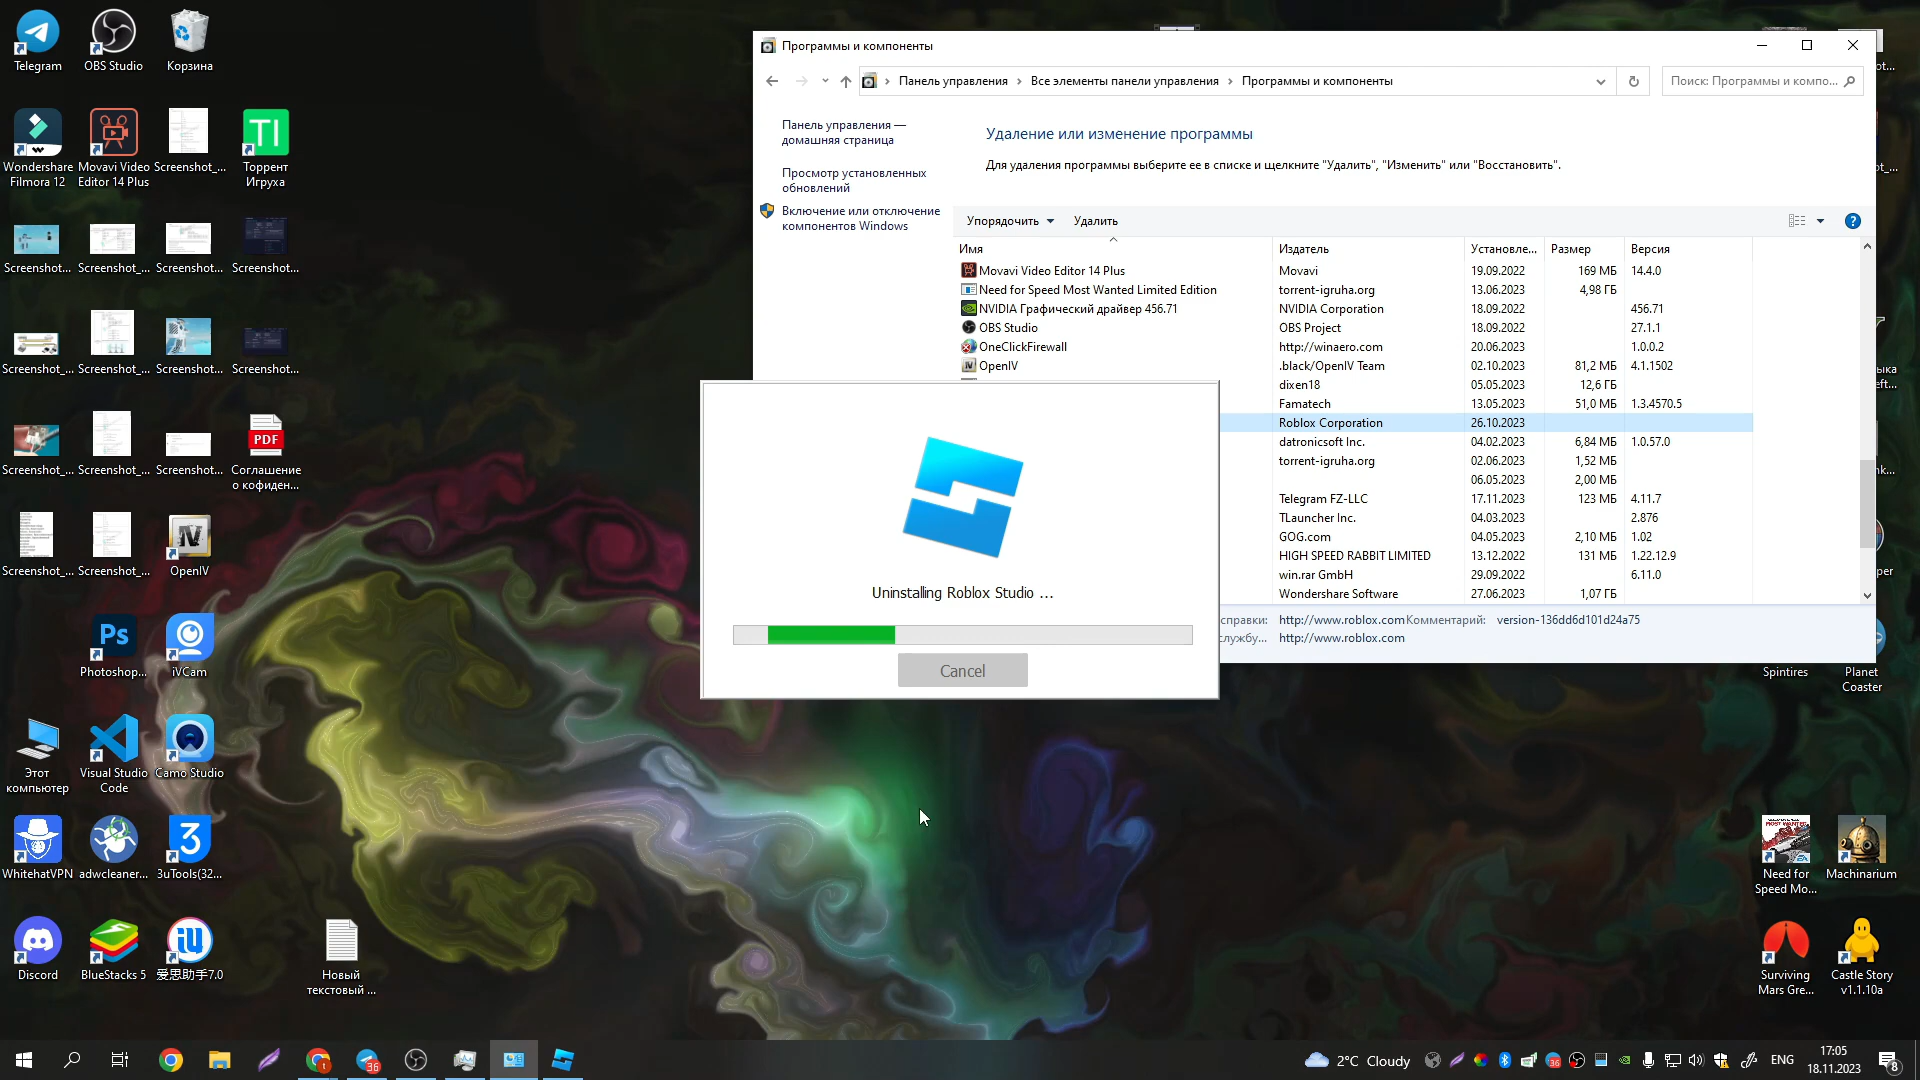 Telegram
OBS Studio
Корзина
Wondershare
Filmora 12
Movavi Video
Editor 14 Plus
Screenshot_...
Торрент
Игруха
Screenshot...
Screenshot_...
Screenshot...
Screenshot...
Screenshot_...
Screenshot...
Screenshot...
Screenshot...
Screenshot_...
Screenshot_...
Screenshot...
PDF
Соглашение
о кофиден...
Screenshot_...
Screenshot_...
OpenIV
Photoshop...
iVCam
Этот
компьютер
Visual Studio
Code
Camo Studio
WhitehatVPN
adwcleaner...
3uTools(32...
Discord
BlueStacks 5
爱思助手7.0
Новый
текстовый ...
Программы и компоненты
Панель управления
Все элементы панели управления
Программы и компоненты
Поиск: Программы и компо...
Панель управления —
домашняя страница
Просмотр установленных
обновлений
Включение или отключение
компонентов Windows
Удаление или изменение программы
Для удаления программы выберите ее в списке и щелкните "Удалить", "Изменить" или "Восстановить".
Упорядочить
Удалить
Имя Издатель Установле... Размер Версия
Movavi Video Editor 14 Plus Movavi 19.09.2022 169 МБ 14.4.0
Need for Speed Most Wanted Limited Edition torrent-igruha.org 13.06.2023 4,98 ГБ
NVIDIA Графический драйвер 456.71 NVIDIA Corporation 18.09.2022 456.71
OBS Studio OBS Project 18.09.2022 27.1.1
OneClickFirewall http://winaero.com 20.06.2023 1.0.0.2
OpenIV .black/OpenIV Team 02.10.2023 81,2 МБ 4.1.1502
dixen18 05.05.2023 12,6 ГБ
Famatech 13.05.2023 51,0 МБ 1.3.4570.5
Roblox Corporation 26.10.2023
datronicsoft Inc. 04.02.2023 6,84 МБ 1.0.57.0
torrent-igruha.org 02.06.2023 1,52 МБ
06.05.2023 2,00 МБ
Telegram FZ-LLC 17.11.2023 123 МБ 4.11.7
TLauncher Inc. 04.03.2023 2.876
GOG.com 04.05.2023 2,10 МБ 1.02
HIGH SPEED RABBIT LIMITED 13.12.2022 131 МБ 1.22.12.9
win.rar GmbH 29.09.2022 6.11.0
Wondershare Software 27.06.2023 1,07 ГБ
справки: http://www.roblox.com Комментарий: version-136dd6d101d24a75
службу... http://www.roblox.com
Uninstalling Roblox Studio ...
Cancel
Spintires
Planet
Coaster
Need for
Speed Mo...
Machinarium
Surviving
Mars Gre...
Castle Story
v1.1.10a
2°C Cloudy
ENG
17:05
18.11.2023
8